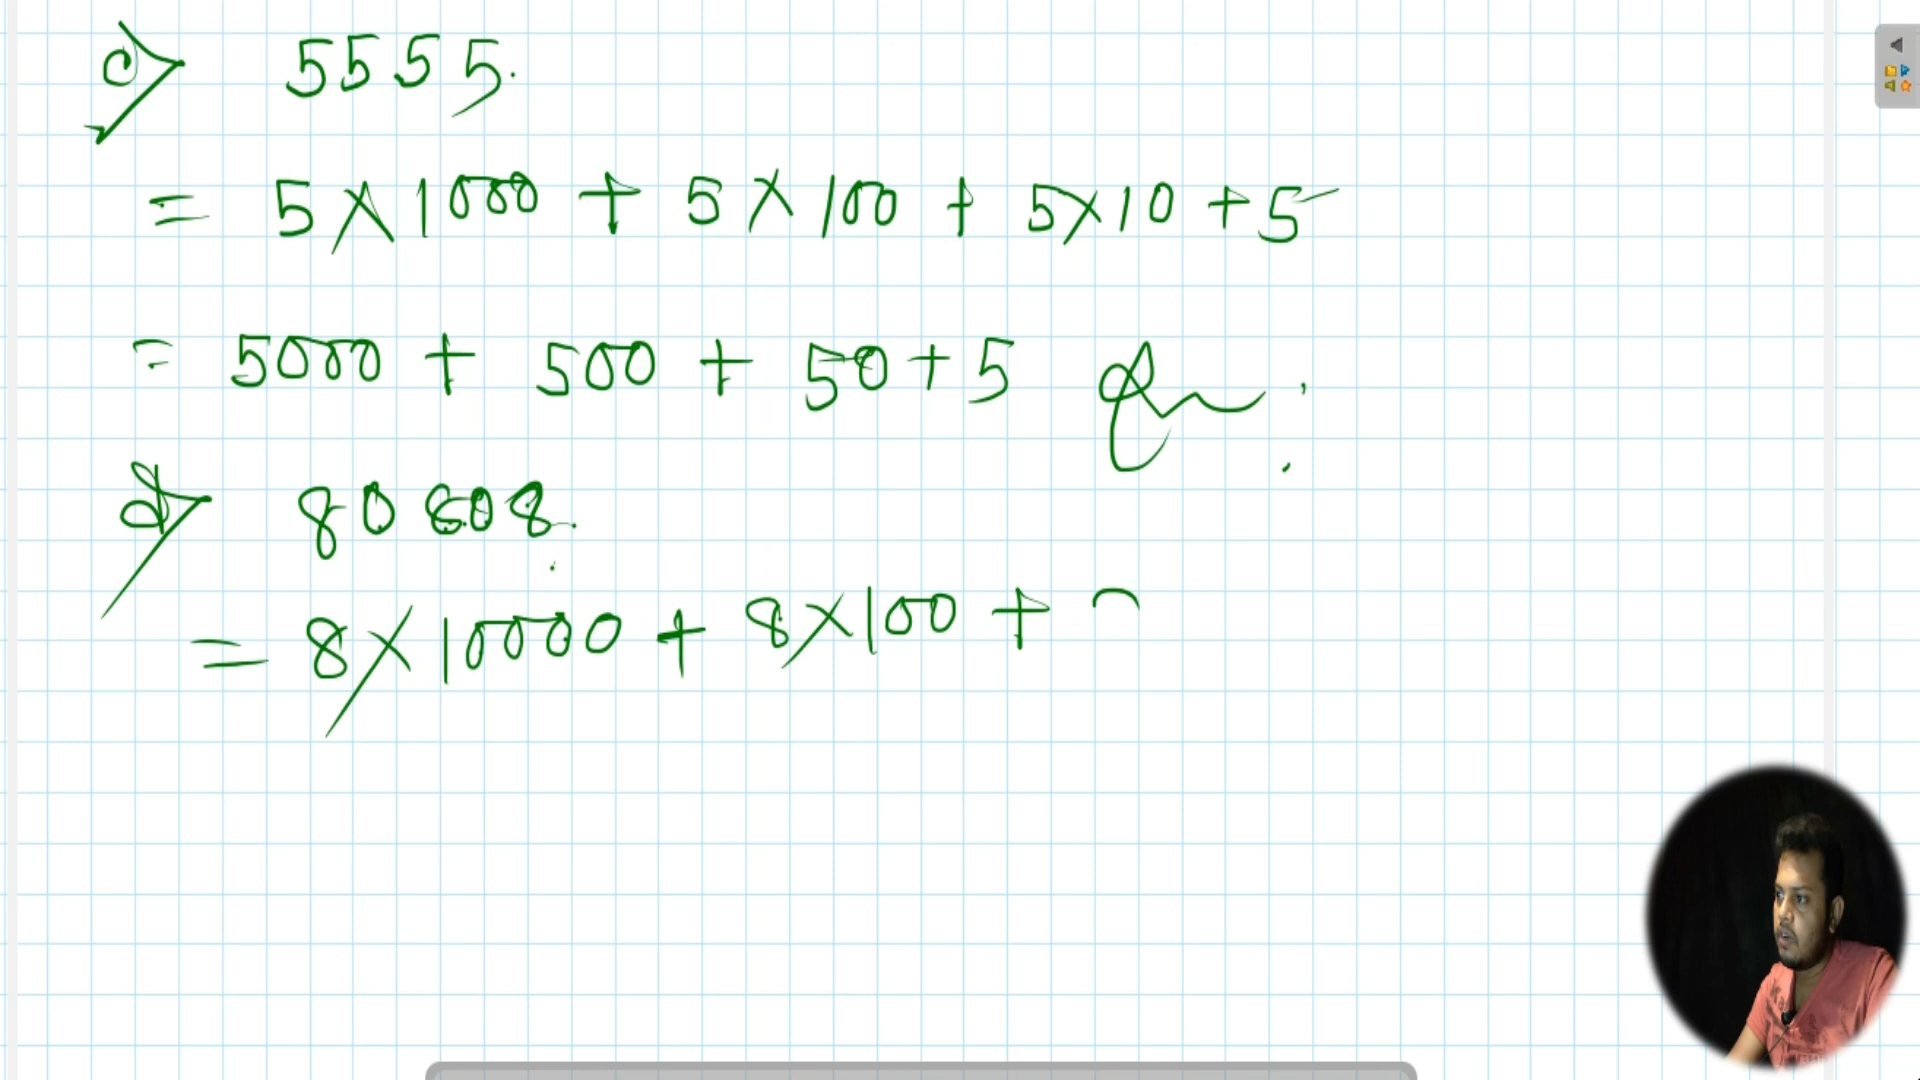 c) 5555.
= 5 × 1000 + 5 × 100 + 5×10 + 5
= 5000 + 500 + 50 + 5
d) 80808.
= 8 × 10000 + 8 × 100 +